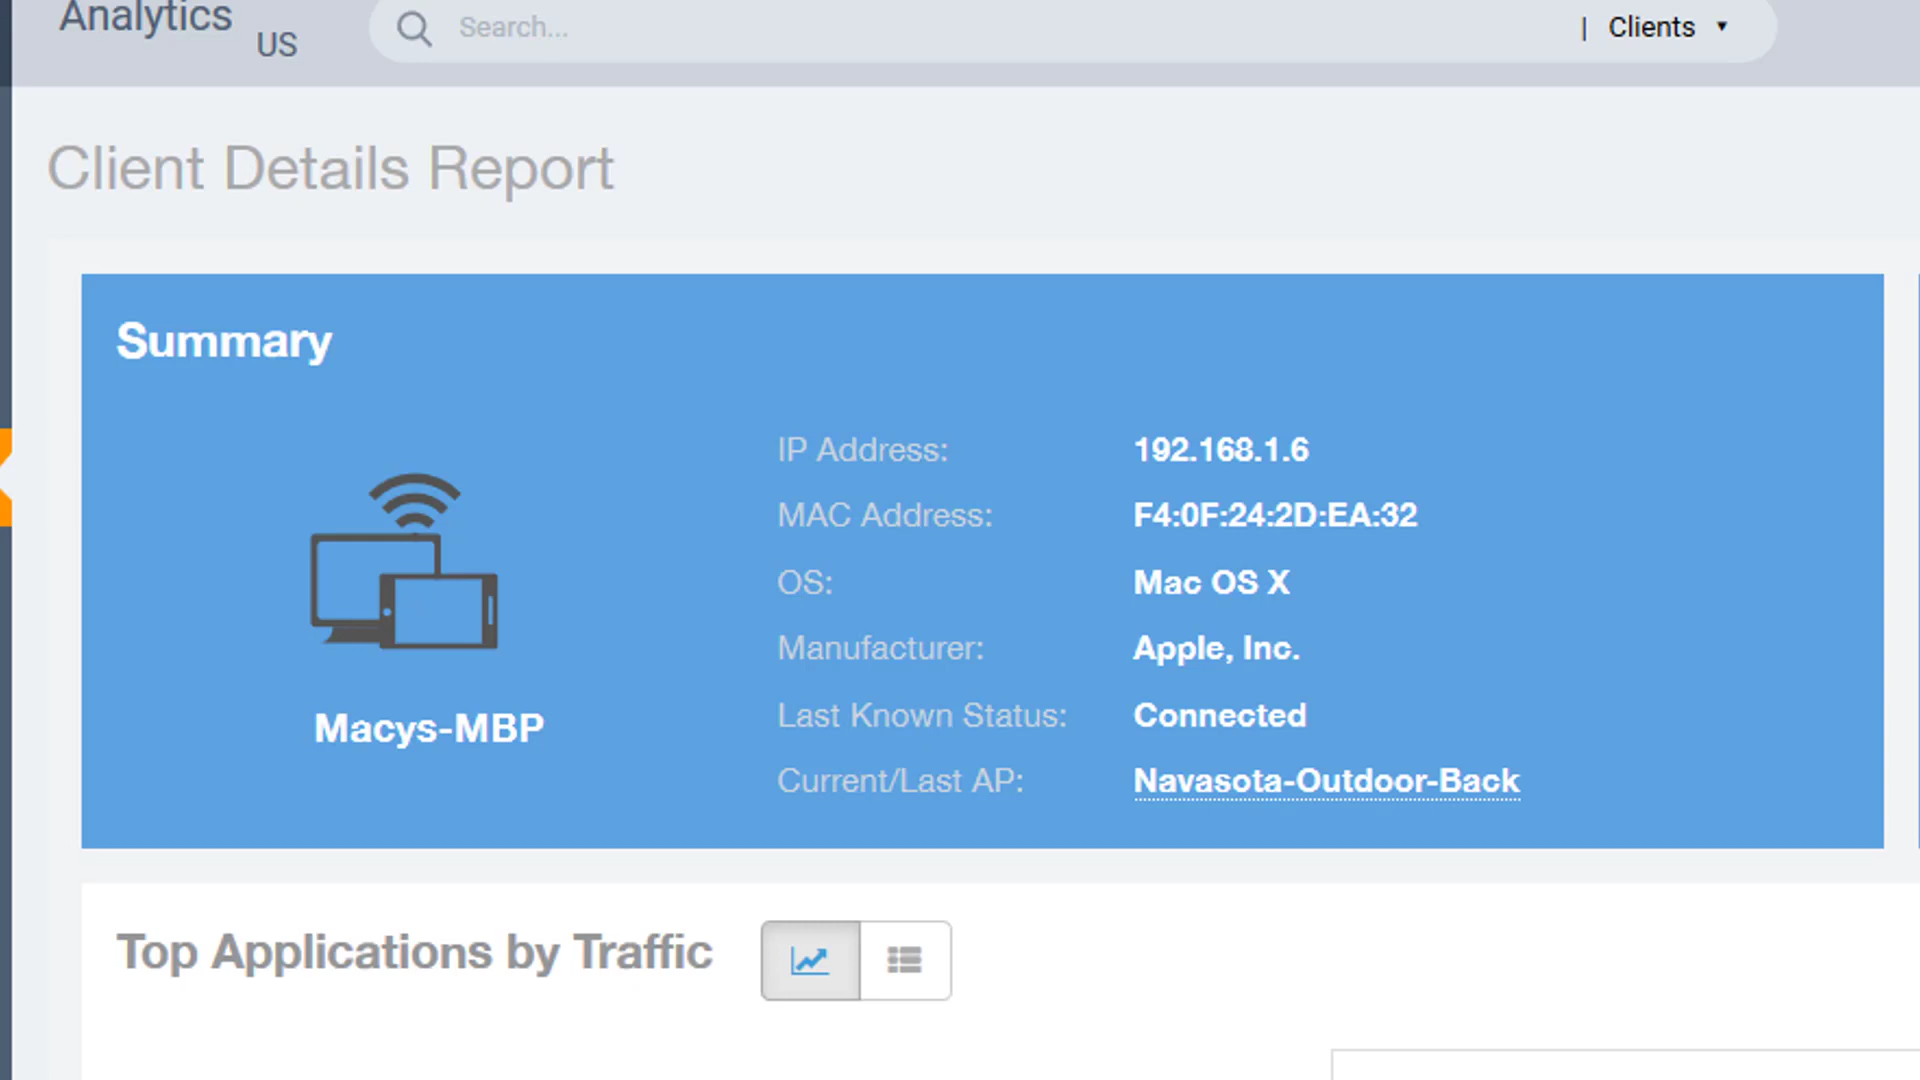 Analytics
US
Search...
| Clients ▼
Client Details Report
Summary
IP Address: 192.168.1.6
MAC Address: F4:0F:24:2D:EA:32
OS: Mac OS X
Manufacturer: Apple, Inc.
Last Known Status: Connected
Current/Last AP: Navasota-Outdoor-Back
Macys-MBP
Top Applications by Traffic